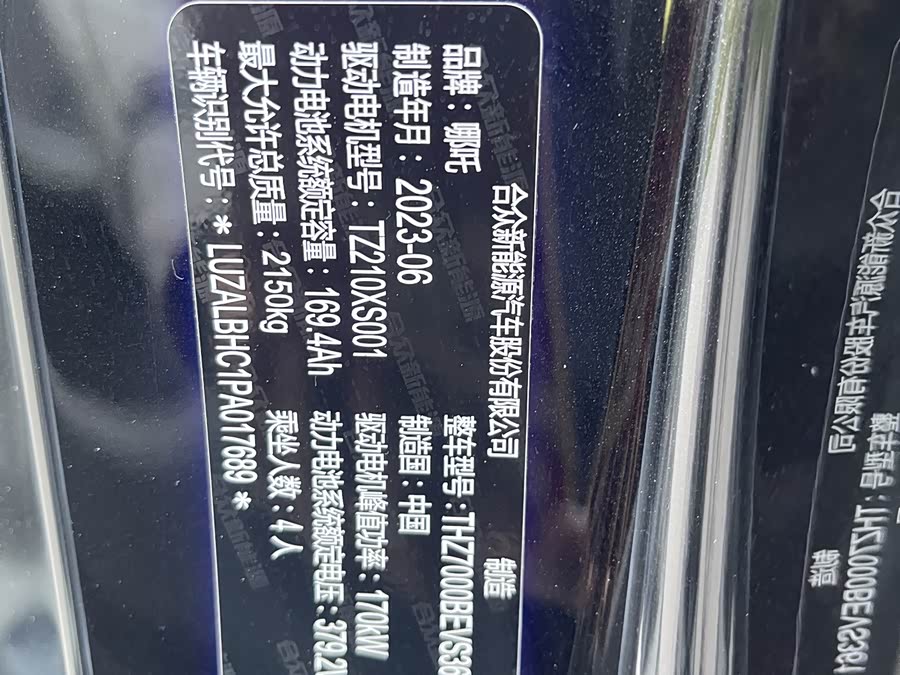 合众新能源汽车股份有限公司 制造
品牌：哪吒 整车型号：THZ7000BEVS36
制造年月：2023-06 制造国：中国
驱动电机型号：TZ210XS001 驱动电机峰值功率：170kW
动力电池系统额定容量：169.4Ah 动力电池系统额定电压：379.2V
最大允许总质量：2150kg 乘坐人数：4人
车辆识别代号：* LUZALBHC1PA017689 *